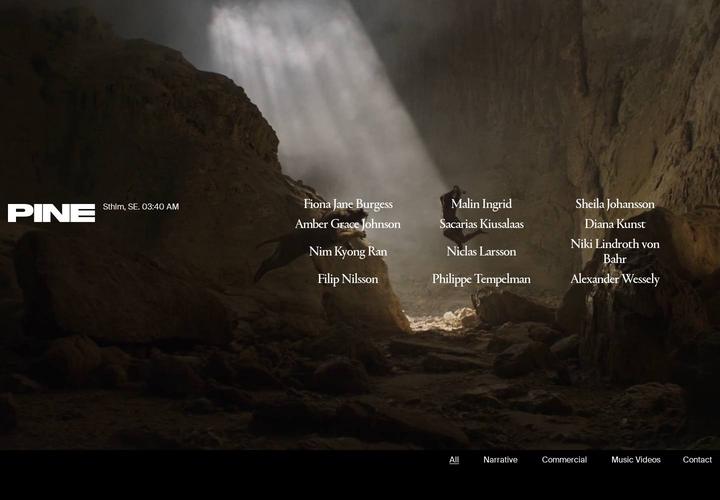 PINE
Sthlm, SE. 03:40 AM
Fiona Jane Burgess
Malin Ingrid
Sheila Johansson
Amber Grace Johnson
Sacarias Kiusalaas
Diana Kunst
Nim Kyong Ran
Niclas Larsson
Niki Lindroth von
Bahr
Filip Nilsson
Philippe Tempelman
Alexander Wessely
All
Narrative
Commercial
Music Videos
Contact